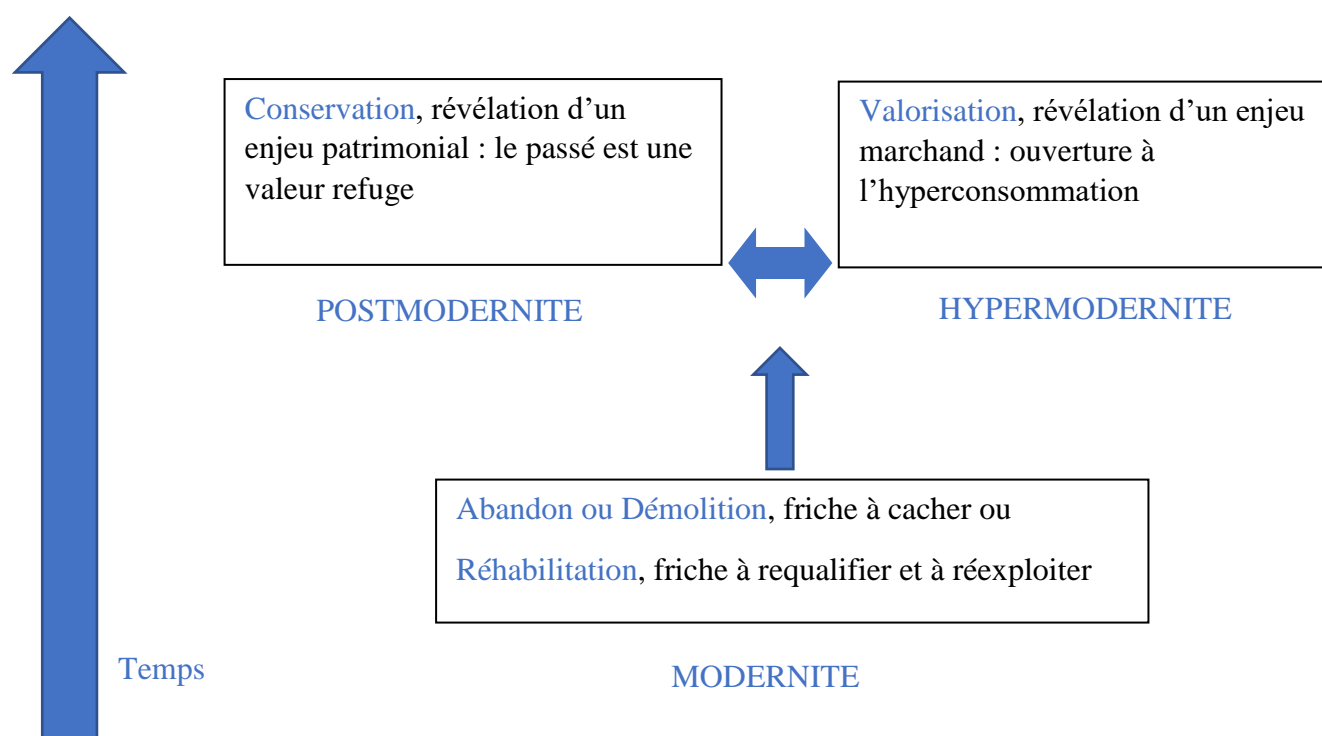 Conservation, révélation d’un
enjeu patrimonial : le passé est une
valeur refuge
POSTMODERNITE
Valorisation, révélation d’un enjeu
marchand : ouverture à
l’hyperconsommation
HYPERMODERNITE
Abandon ou Démolition, friche à cacher ou
Réhabilitation, friche à requalifier et à réexploiter
MODERNITE
Temps